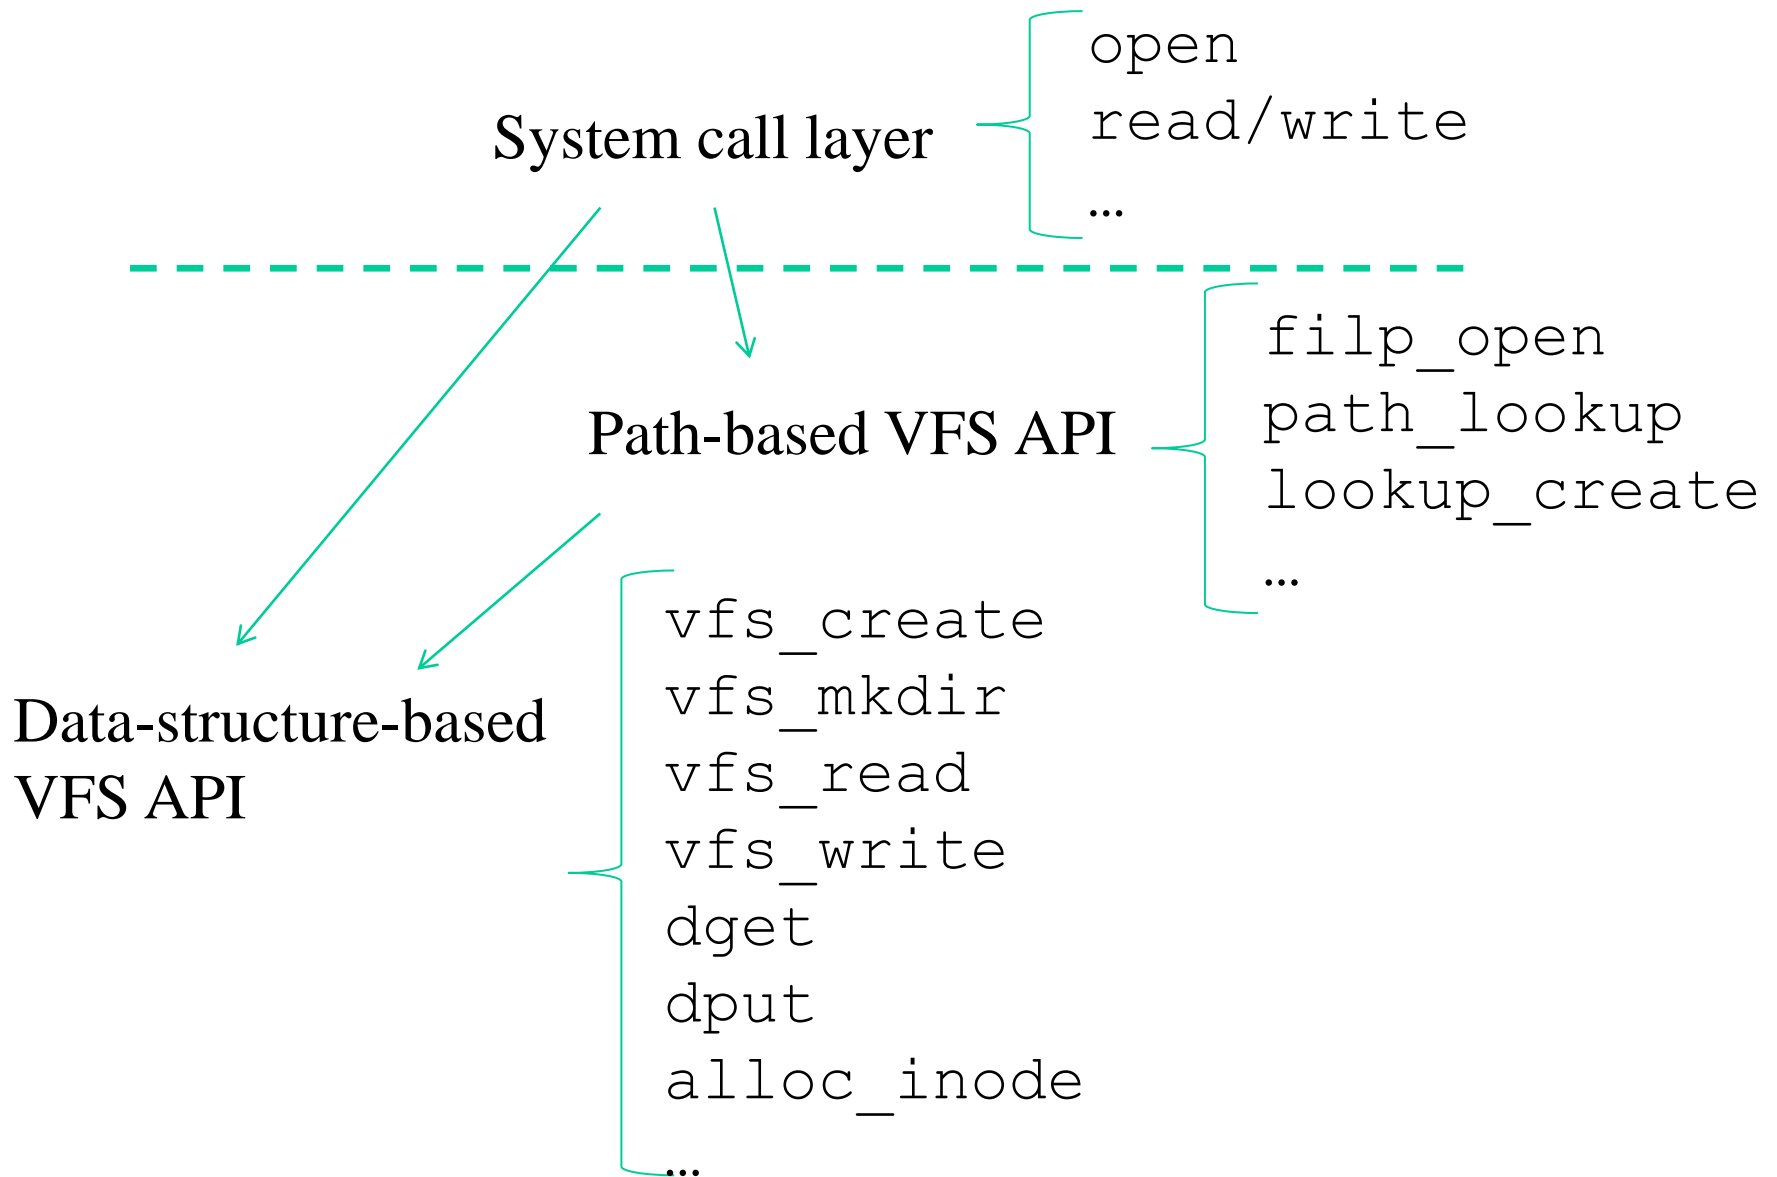 System call layer
open
read/write
…
Path-based VFS API
filp_open
path_lookup
lookup_create
…
Data-structure-based
VFS API
vfs_create
vfs_mkdir
vfs_read
vfs_write
dget
dput
alloc_inode
…